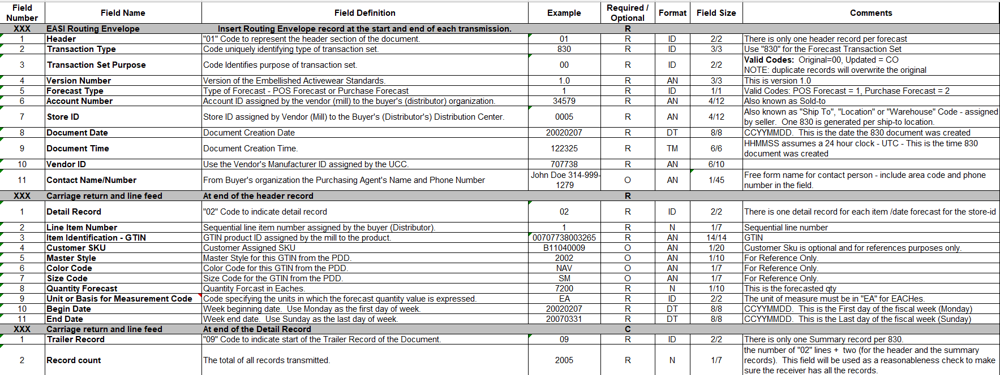 Field Number | Field Name | Field Definition | Example | Required / Optional | Format | Field Size | Comments
XXX | EASI Routing Envelope | Insert Routing Envelope record at the start and end of each transmission. | R
1 | Header | "01" Code to represent the header section of the document. | 01 | R | ID | 2/2 | There is only one header record per forecast
2 | Transaction Type | Code uniquely identifying type of transaction set. | 830 | R | ID | 3/3 | Use "830" for the Forecast Transaction Set
3 | Transaction Set Purpose | Code Identifies purpose of transaction set. | 00 | R | ID | 2/2 | Valid Codes: Original=00, Updated = CO
NOTE: duplicate records will overwrite the original
4 | Version Number | Version of the Embellished Activewear Standards. | 1.0 | R | AN | 3/3 | This is version 1.0
5 | Forecast Type | Type of Forecast - POS Forecast or Purchase Forecast | 1 | R | ID | 1/1 | Valid Codes: POS Forecast = 1, Purchase Forecast = 2
6 | Account Number | Account ID assigned by the vendor (mill) to the buyer's (distributor) organization. | 34579 | R | AN | 4/12 | Also known as Sold-to
7 | Store ID | Store ID assigned by Vendor (Mill) to the Buyer's (Distributor's) Distribution Center. | 0005 | R | AN | 4/12 | Also known as "Ship To", "Location" or "Warehouse" Code - assigned
by seller. One 830 is generated per ship-to location.
8 | Document Date | Document Creation Date | 20020207 | R | DT | 8/8 | CCYYMMDD. This is the date the 830 document was created
9 | Document Time | Document Creation Time. | 122325 | R | TM | 6/6 | HHMMSS assumes a 24 hour clock - UTC - This is the time 830
document was created
10 | Vendor ID | Use the Vendor's Manufacturer ID assigned by the UCC. | 707738 | R | AN | 6/10
11 | Contact Name/Number | From Buyer's organization the Purchasing Agent's Name and Phone Number | John Doe 314-999-1279 | O | AN | 1/45 | Free form name for contact person - include area code and phone
number in the field.
XXX | Carriage return and line feed | At end of the header record | R
1 | Detail Record | "02" Code to indicate detail record | 02 | R | ID | 2/2 | There is one detail record for each item /date forecast for the store-id
2 | Line Item Number | Sequential line item number assigned by the buyer (Distributor). | 1 | R | N | 1/7 | Sequential line number
3 | Item Identification - GTIN | GTIN product ID assigned by the mill to the product. | 00707738003265 | R | AN | 14/14 | GTIN
4 | Customer SKU | Customer Assigned SKU | B11040009 | O | AN | 1/20 | Customer Sku is optional and for references purposes only.
5 | Master Style | Master Style for this GTIN from the PDD. | 2002 | O | AN | 1/10 | For Reference Only.
6 | Color Code | Color Code for this GTIN from the PDD. | NAV | O | AN | 1/7 | For Reference Only.
7 | Size Code | Size Code for the GTIN from the PDD. | SM | O | AN | 1/7 | For Reference Only.
8 | Quantity Forecast | Quantity Forcast in Eaches. | 7200 | R | N | 1/10 | This is the forecasted qty
9 | Unit or Basis for Measurement Code | Code specifying the units in which the forecast quantity value is expressed. | EA | R | ID | 2/2 | The unit of measure must be in "EA" for EACHes.
10 | Begin Date | Week beginning date. Use Monday as the first day of week. | 20020207 | R | DT | 8/8 | CCYYMMDD. This is the First day of the fiscal week (Monday)
11 | End Date | Week end date. Use Sunday as the last day of week. | 20070331 | R | DT | 8/8 | CCYYMMDD. This is the Last day of the fiscal week (Sunday)
XXX | Carriage return and line feed | At end of the Detail Record | C
1 | Trailer Record | "09" Code to indicate start of the Trailer Record of the Document. | 09 | R | ID | 2/2 | There is only one Summary record per 830.
2 | Record count | The total of all records transmitted. | 2005 | R | N | 1/7 | the number of "02" lines + two (for the header and the summary
records). This field will be used as a reasonableness check to make
sure the receiver has all the records.